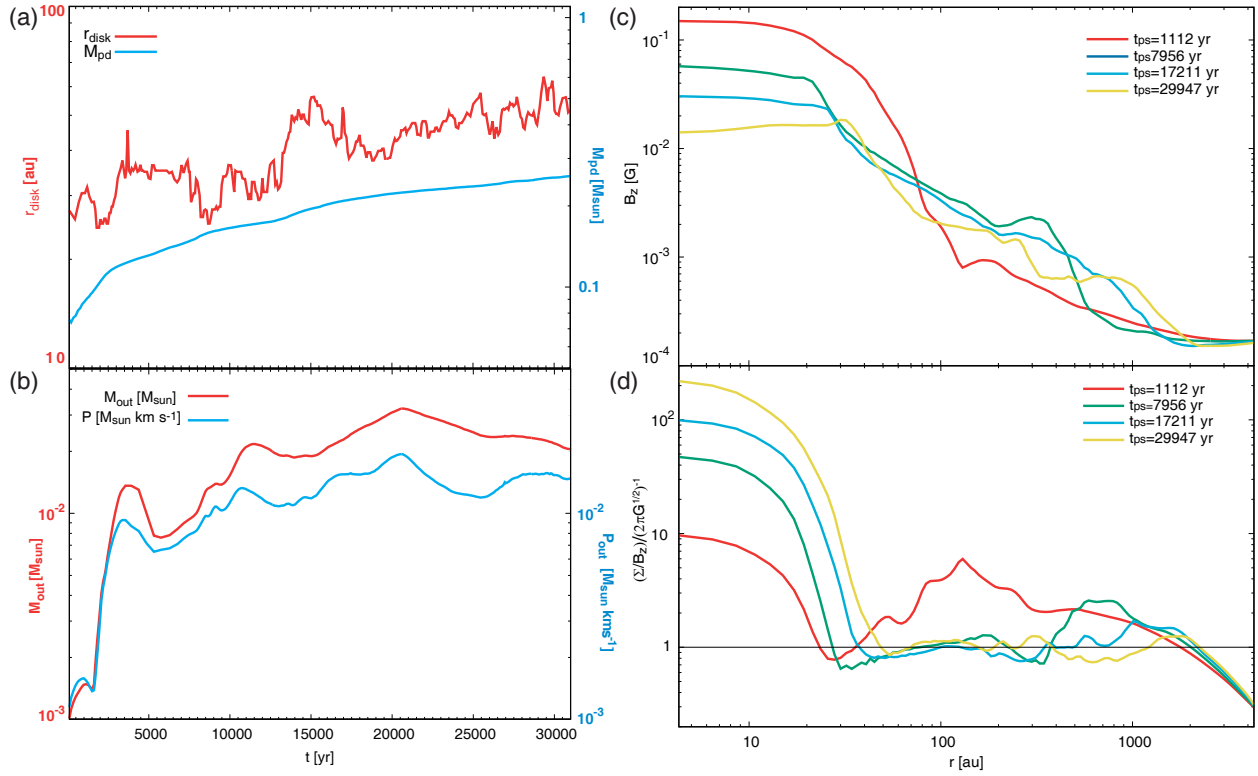 (a)
100
r_disk
M_pd
1
r_disk [au]
M_pd [M_sun]
0.1
10
(b)
M_out [M_sun]
P [M_sun km s^-1]
10^-2
10^-2
M_out [M_sun]
P_out [M_sun kms^-1]
10^-3
10^-3
5000 10000 15000 20000 25000 30000
t [yr]
(c)
t_ps=1112 yr
t_ps7956 yr
t_ps=17211 yr
t_ps=29947 yr
10^-1
10^-2
10^-3
10^-4
B_z [G]
(d)
t_ps=1112 yr
t_ps=7956 yr
t_ps=17211 yr
t_ps=29947 yr
10^2
10
1
(Σ/B_z)/(2πG^1/2)^-1
10 100 1000
r [au]